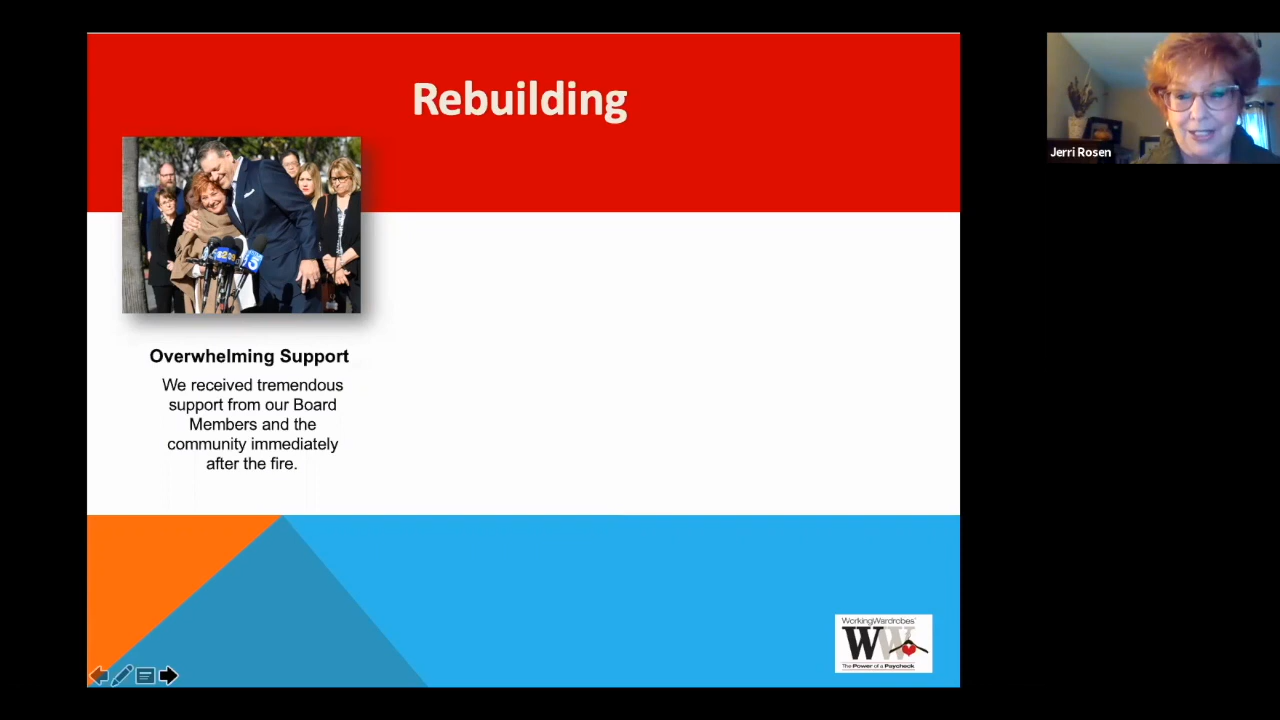 Rebuilding
Jerri Rosen
Overwhelming Support
We received tremendous
support from our Board
Members and the
community immediately
after the fire.
WorkingWardrobes
WW
The Power of a Paycheck